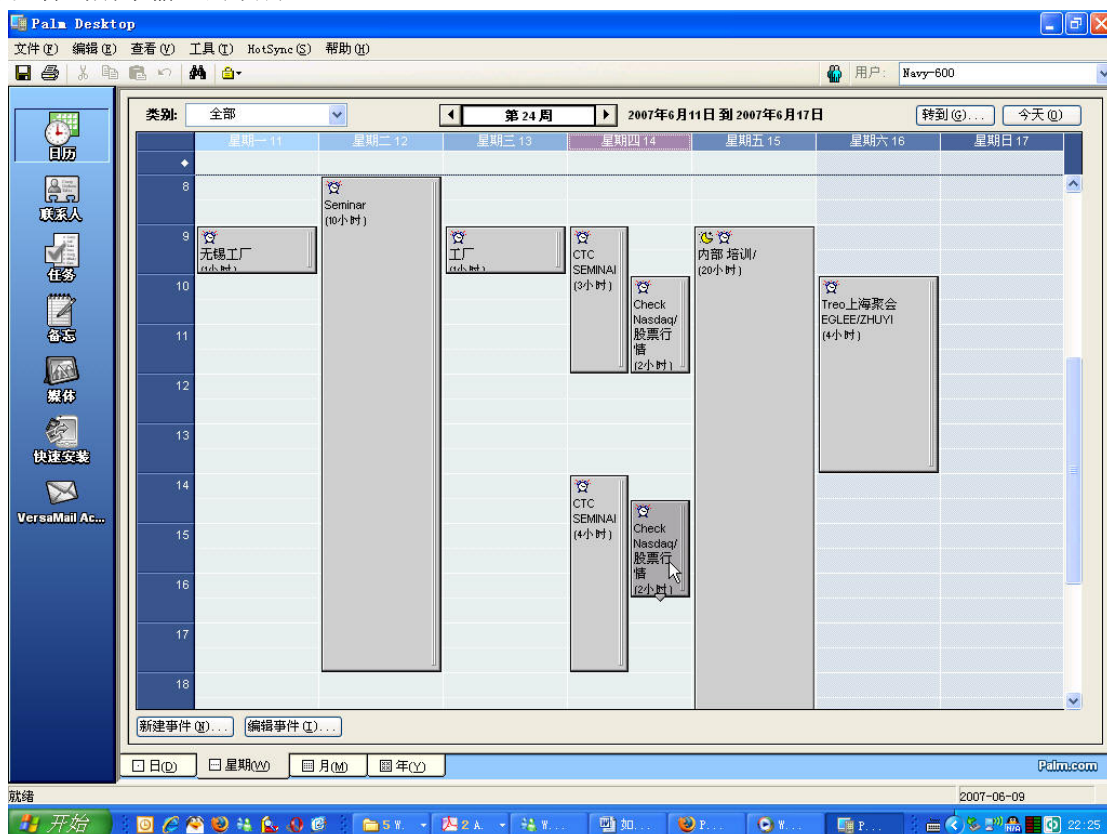 Palm Desktop
文件(F) 编辑(E) 查看(V) 工具(T) HotSync(S) 帮助(H)
用户: Navy-600
类别: 全部 第 24 周 2007年6月11日 到 2007年6月17日 转到(G)... 今天(O)
星期一 11 星期二 12 星期三 13 星期四 14 星期五 15 星期六 16 星期日 17
日历
联系人
任务
备忘
媒体
快速安装
VersaMail Ac...
8
9
10
11
12
13
14
15
16
17
18
无锡工厂
(1小时)
Seminar
(10小时)
工厂
(1小时)
CTC
SEMINAI
(3小时)
Check
Nasdaq/
股票行
情
(2小时)
CTC
SEMINAI
(4小时)
Check
Nasdaq/
股票行
情
(2小时)
内部 培训/
(20小时)
Treo上海聚会
EGLEE/ZHUYI
(4小时)
新建事件(N)... 编辑事件(I)...
日(D) 星期(W) 月(M) 年(Y)
Palm.com
就绪 2007-06-09
开始 5 W. 2 A. W... 如... P... W... P... 22:25